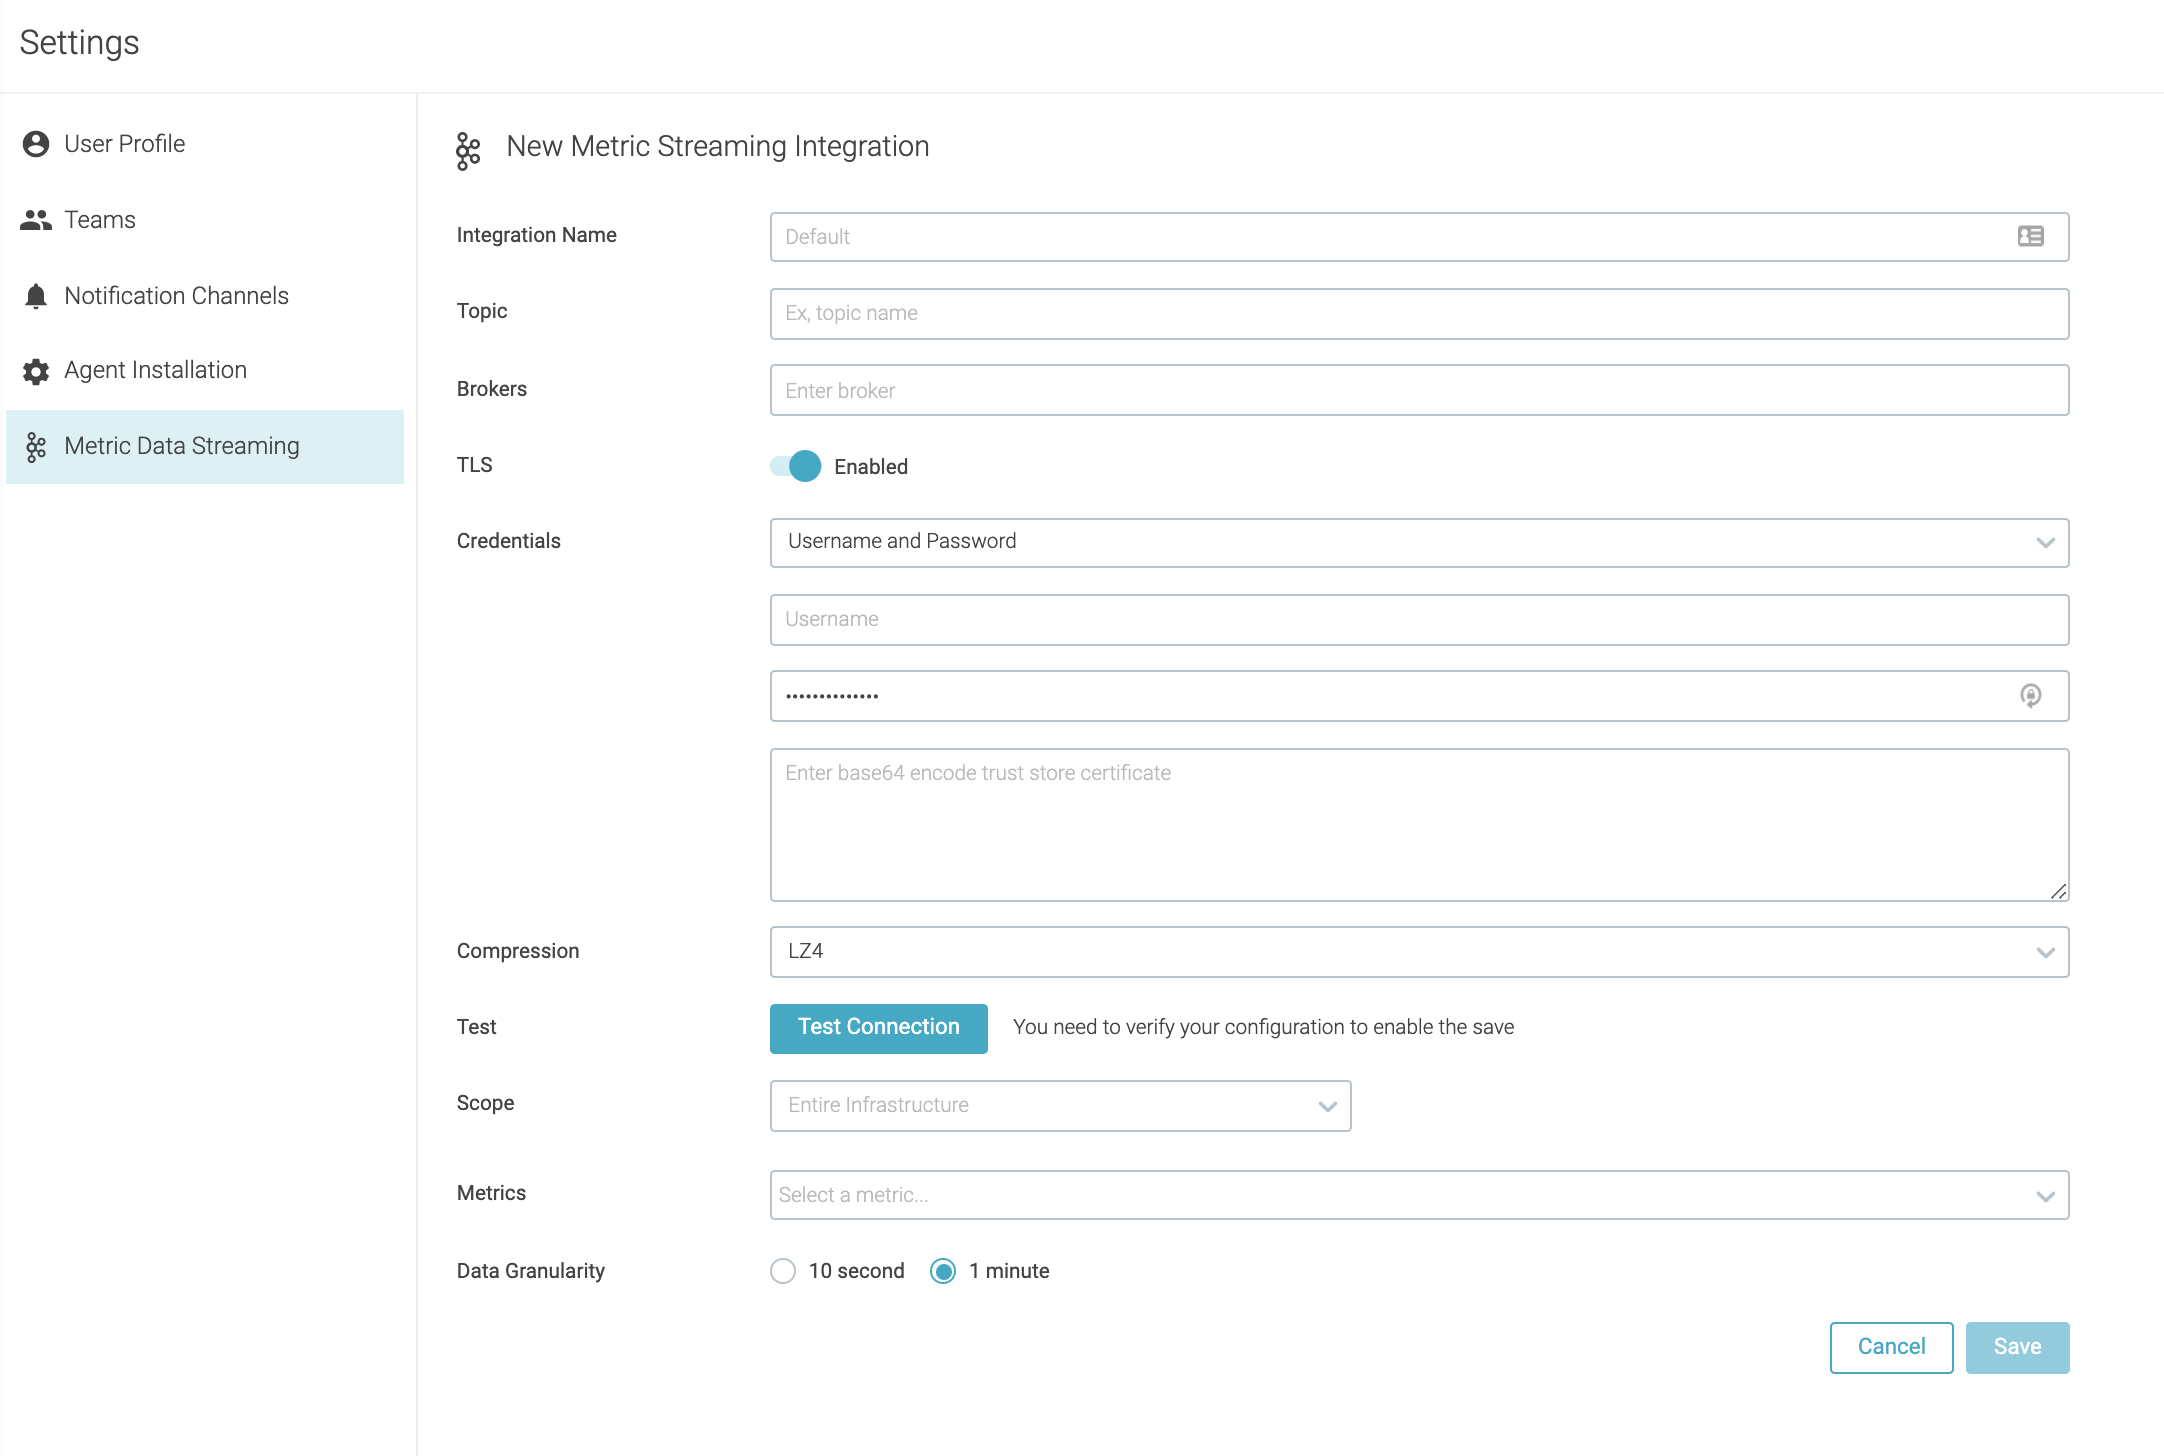 Settings
User Profile
Teams
Notification Channels
Agent Installation
Metric Data Streaming
New Metric Streaming Integration
Integration Name
Default
Topic
Ex, topic name
Brokers
Enter broker
TLS
Enabled
Credentials
Username and Password
Username
••••••••••••••
Enter base64 encode trust store certificate
Compression
LZ4
Test
Test Connection
You need to verify your configuration to enable the save
Scope
Entire Infrastructure
Metrics
Select a metric...
Data Granularity
10 second
1 minute
Cancel
Save